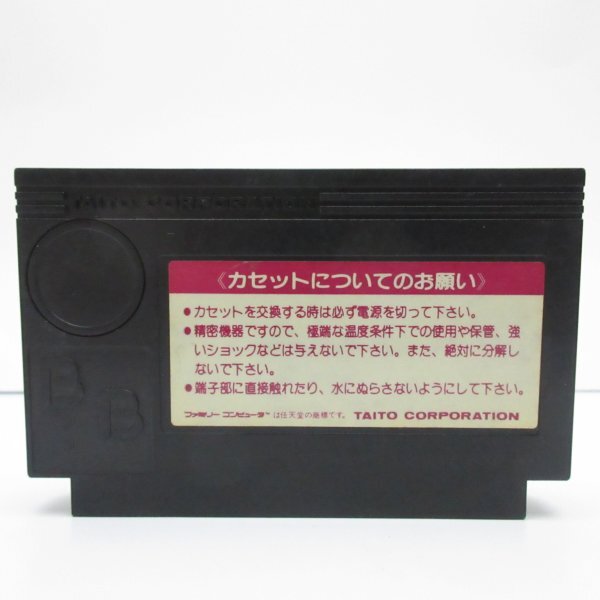 TAITO CORPORATION
《カセットについてのお願い》
●カセットを交換する時は必ず電源を切って下さい。
●精密機器ですので、極端な温度条件下での使用や保管、強
いショックなどは与えないで下さい。また、絶対に分解し
ないで下さい。
●端子部に直接触れたり、水にぬらさないようにして下さい。
ファミリーコンピュータ™は任天堂の商標です。 TAITO CORPORATION
B
B